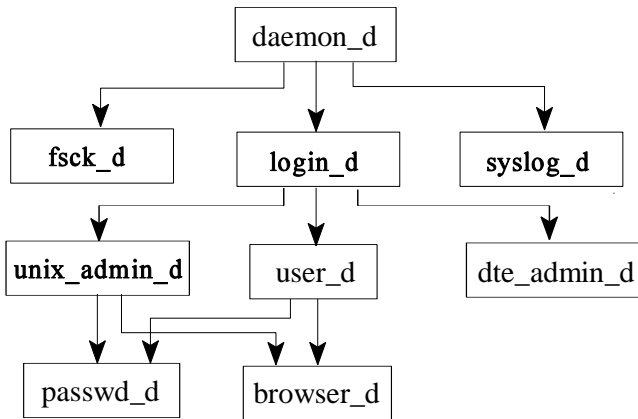 daemon_d
fsck_d
login_d
syslog_d
unix_admin_d
user_d
dte_admin_d
passwd_d
browser_d